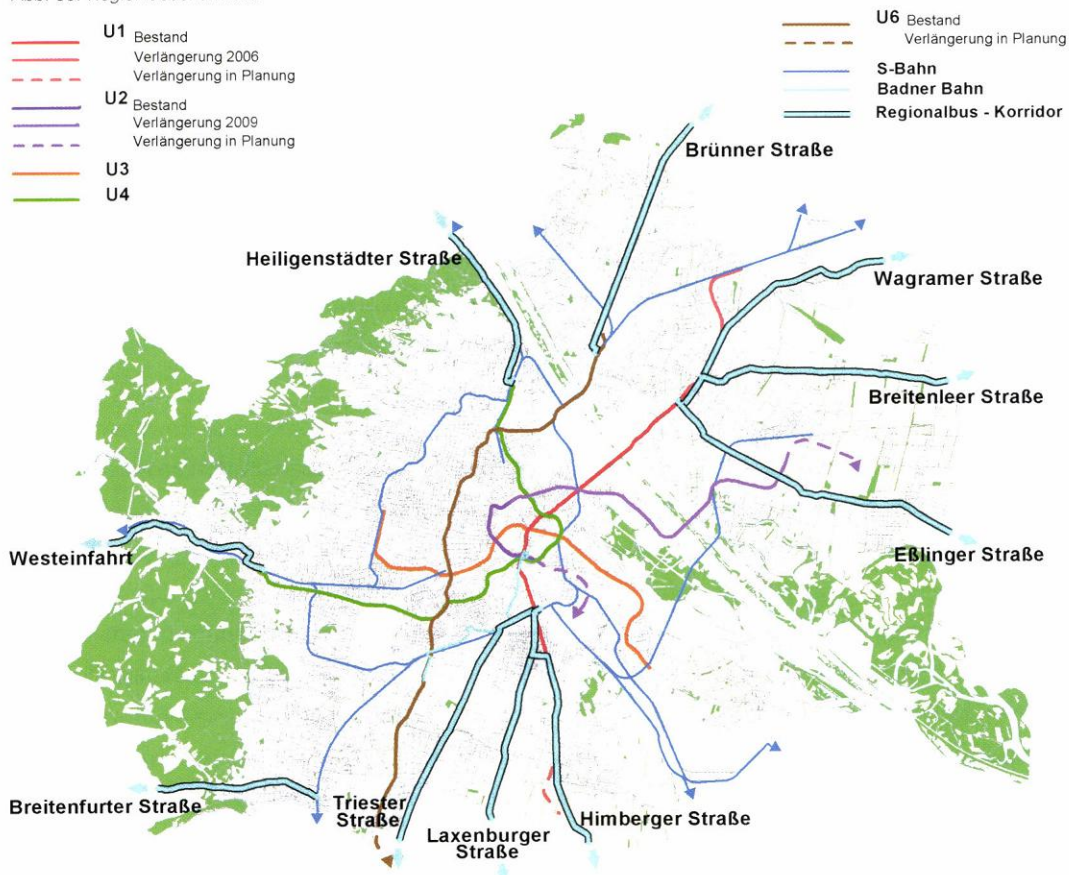 U1 Bestand
Verlängerung 2006
Verlängerung in Planung
U2 Bestand
Verlängerung 2009
Verlängerung in Planung
U3
U4
U6 Bestand
Verlängerung in Planung
S-Bahn
Badner Bahn
Regionalbus - Korridor
Brünner Straße
Heiligenstädter Straße
Wagramer Straße
Breitenleer Straße
Westeinfahrt
Eßlinger Straße
Breitenfurter Straße
Triester
Straße
Laxenburger
Straße
Himberger Straße